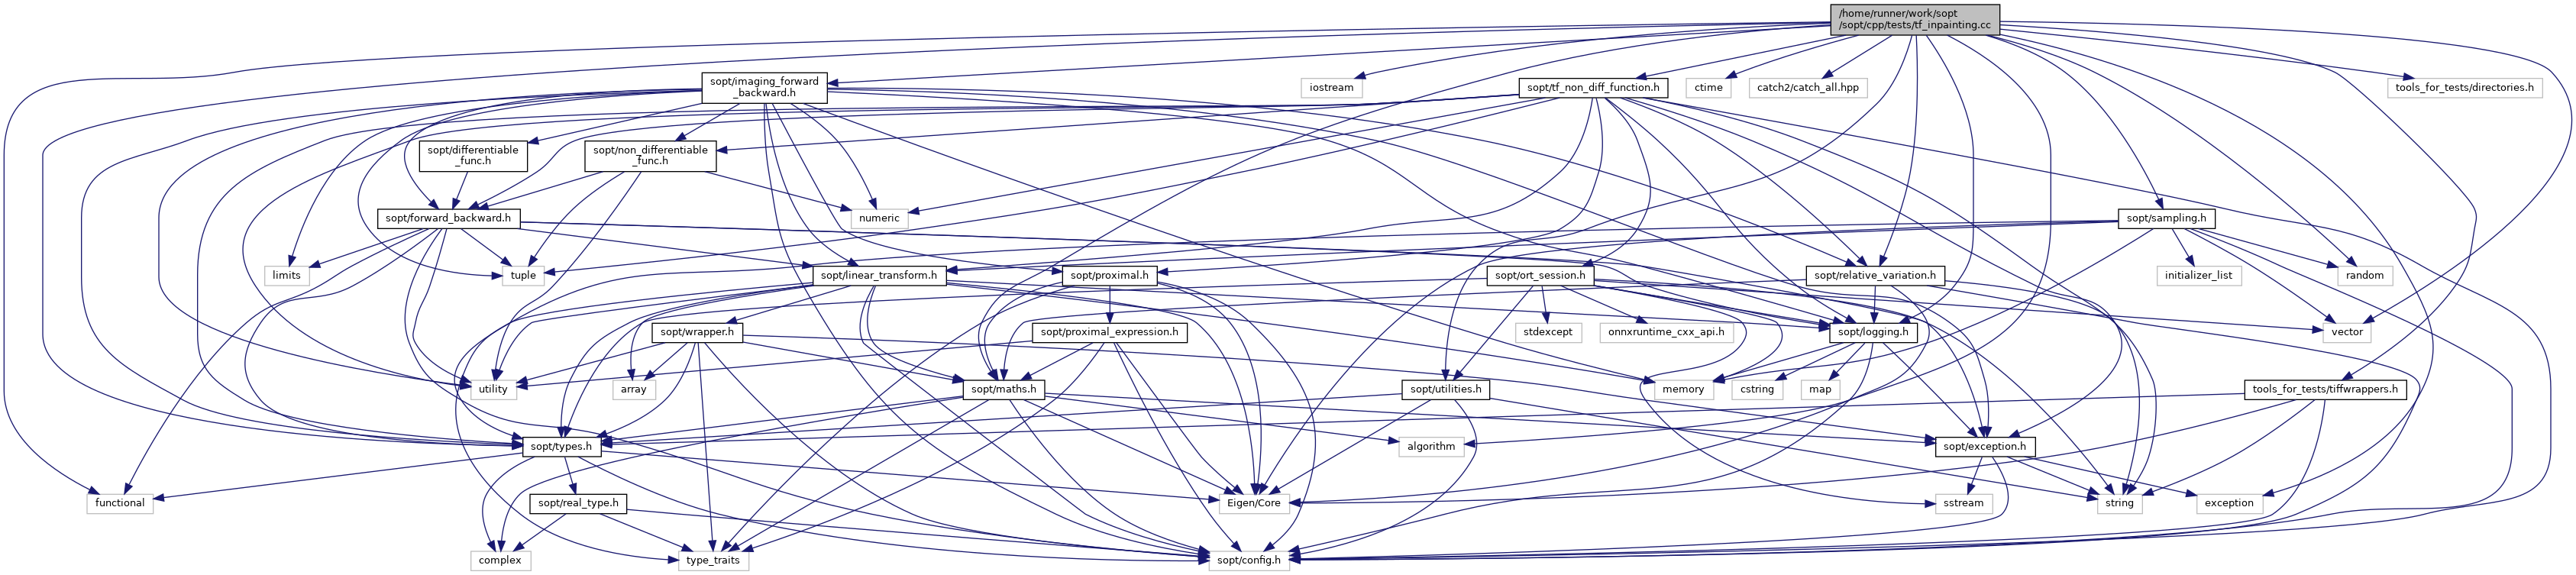 /home/runner/work/sopt
/sopt/cpp/tests/tf_inpainting.cc
sopt/imaging_forward
_backward.h
iostream
sopt/tf_non_diff_function.h
ctime
catch2/catch_all.hpp
tools_for_tests/directories.h
sopt/differentiable
_func.h
sopt/non_differentiable
_func.h
sopt/forward_backward.h
numeric
sopt/sampling.h
limits
tuple
sopt/linear_transform.h
sopt/proximal.h
sopt/ort_session.h
sopt/relative_variation.h
initializer_list
random
sopt/wrapper.h
sopt/proximal_expression.h
stdexcept
onnxruntime_cxx_api.h
sopt/logging.h
vector
utility
array
sopt/maths.h
sopt/utilities.h
memory
cstring
map
tools_for_tests/tiffwrappers.h
sopt/types.h
algorithm
sopt/exception.h
functional
sopt/real_type.h
Eigen/Core
sstream
string
exception
complex
type_traits
sopt/config.h